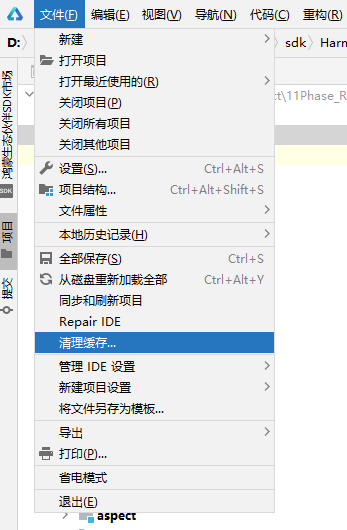 文件(F) 编辑(E) 视图(V) 导航(N) 代码(C) 重构(R)
D: sdk Harm
新建
打开项目
ct\11Phase_R
打开最近使用的(R)
关闭项目(P)
关闭所有项目
关闭其他项目
设置(S)... Ctrl+Alt+S
项目结构... Ctrl+Alt+Shift+S
文件属性
本地历史记录(H)
全部保存(S) Ctrl+S
从磁盘重新加载全部 Ctrl+Alt+Y
同步和刷新项目
Repair IDE
清理缓存...
管理 IDE 设置
新建项目设置
将文件另存为模板...
导出
打印(P)...
省电模式
退出(E)
aspect
鸿蒙生态伙伴SDK市场
SDK
项目
提交